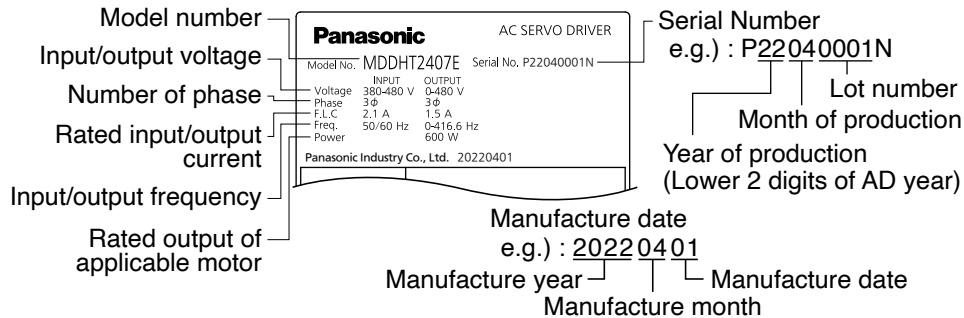 Model number
Input/output voltage
Number of phase
Rated input/output
current
Input/output frequency
Rated output of
applicable motor
Panasonic AC SERVO DRIVER
Model No. MDDHT2407E Serial No. P22040001N
INPUT OUTPUT
Voltage 380-480 V 0-480 V
Phase 3ϕ 3ϕ
F.L.C 2.1 A 1.5 A
Freq. 50/60 Hz 0-416.6 Hz
Power 600 W
Panasonic Industry Co., Ltd. 20220401
Serial Number
e.g.) : P22040001N
Lot number
Month of production
Year of production
(Lower 2 digits of AD year)
Manufacture date
e.g.) : 20220401
Manufacture year
Manufacture date
Manufacture month